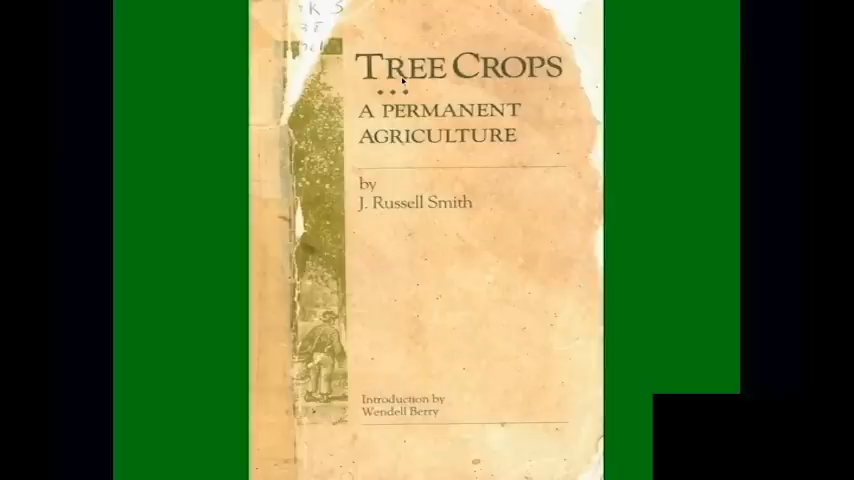 TREE CROPS
A PERMANENT
AGRICULTURE
by
J. Russell Smith
Introduction by
Wendell Berry